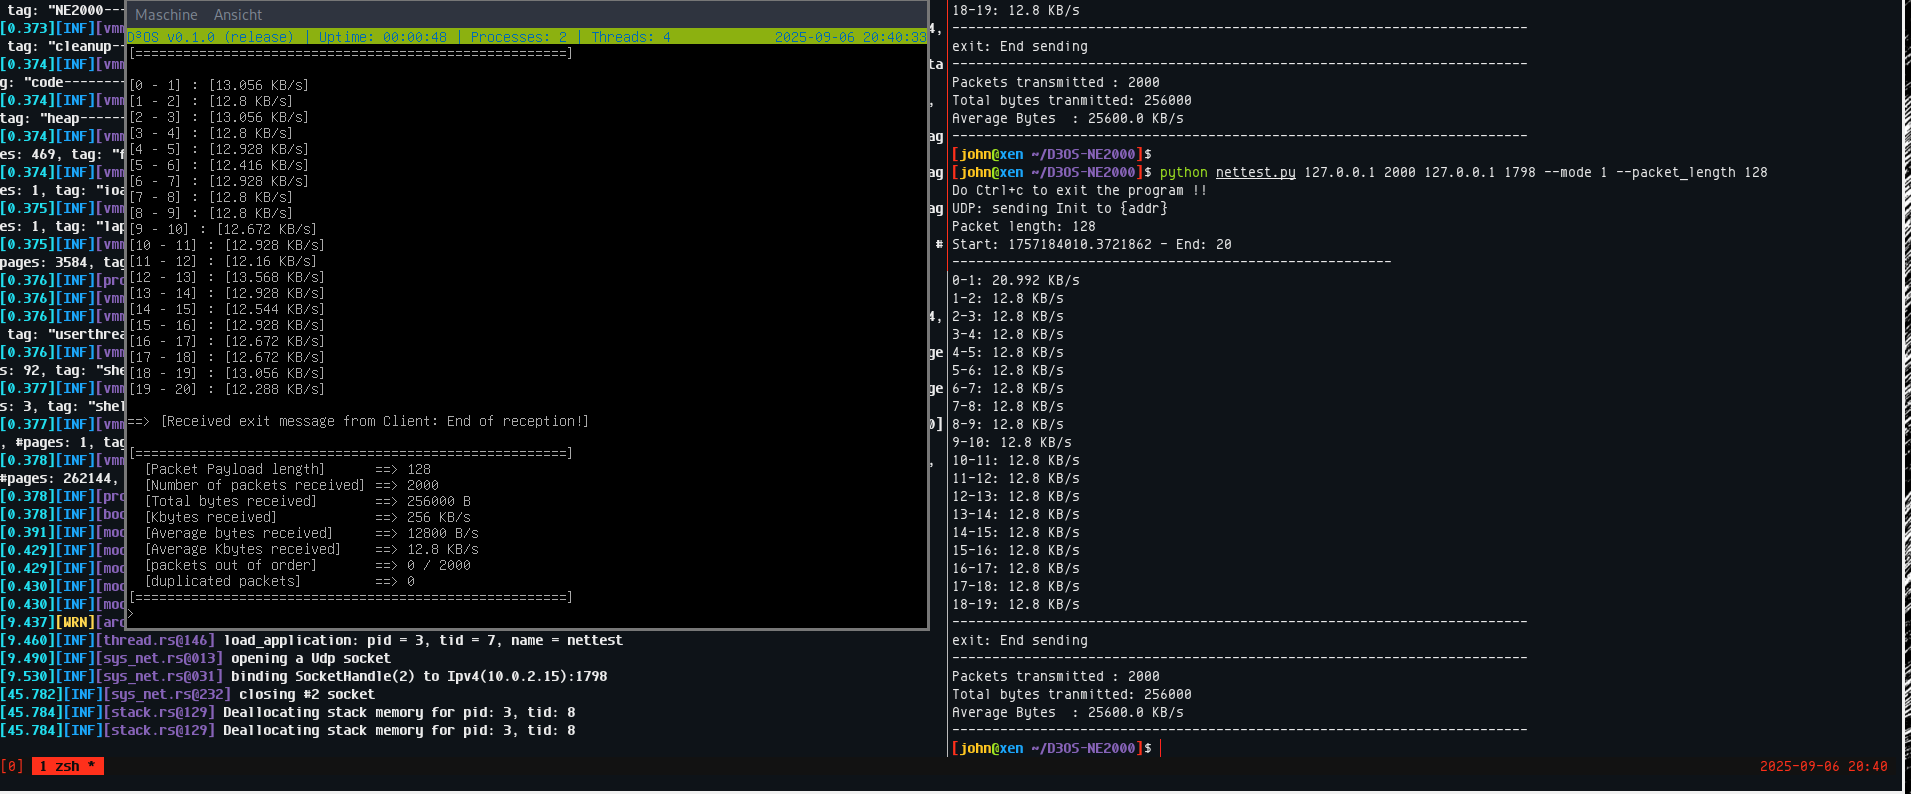 tag: "NE2000---
[0.373][INF][vmm
tag: "cleanup--
[0.374][INF][vmm
g: "code--------
[0.374][INF][vmm
tag: "heap------
[0.374][INF][vmm
es: 469, tag: "f
[0.374][INF][vmm
es: 1, tag: "ioa
[0.375][INF][vmm
es: 1, tag: "lap
[0.375][INF][vmm
pages: 3584, tag
[0.376][INF][pro
[0.376][INF][vmm
[0.376][INF][vmm
tag: "userthrea
[0.376][INF][vmm
s: 92, tag: "she
[0.377][INF][vmm
s: 3, tag: "shel
[0.377][INF][vmm
, #pages: 1, tag
[0.378][INF][vmm
#pages: 262144,
[0.378][INF][pro
[0.378][INF][boo
[0.391][INF][mod
[0.429][INF][mod
[0.429][INF][mod
[0.430][INF][mod
[0.430][INF][mod
[9.437][WRN][arc
[9.460][INF][thread.rs@146] load_application: pid = 3, tid = 7, name = nettest
[9.490][INF][sys_net.rs@013] opening a Udp socket
[9.530][INF][sys_net.rs@031] binding SocketHandle(2) to Ipv4(10.0.2.15):1798
[45.782][INF][sys_net.rs@232] closing #2 socket
[45.784][INF][stack.rs@129] Deallocating stack memory for pid: 3, tid: 8
[45.784][INF][stack.rs@129] Deallocating stack memory for pid: 3, tid: 8
Maschine Ansicht
D³OS v0.1.0 (release) | Uptime: 00:00:48 | Processes: 2 | Threads: 4 2025-09-06 20:40:33
[=======================================================]
[0 - 1] : [13.056 KB/s]
[1 - 2] : [12.8 KB/s]
[2 - 3] : [13.056 KB/s]
[3 - 4] : [12.8 KB/s]
[4 - 5] : [12.928 KB/s]
[5 - 6] : [12.416 KB/s]
[6 - 7] : [12.928 KB/s]
[7 - 8] : [12.8 KB/s]
[8 - 9] : [12.8 KB/s]
[9 - 10] : [12.672 KB/s]
[10 - 11] : [12.928 KB/s]
[11 - 12] : [12.16 KB/s]
[12 - 13] : [13.568 KB/s]
[13 - 14] : [12.928 KB/s]
[14 - 15] : [12.544 KB/s]
[15 - 16] : [12.928 KB/s]
[16 - 17] : [12.672 KB/s]
[17 - 18] : [12.672 KB/s]
[18 - 19] : [13.056 KB/s]
[19 - 20] : [12.288 KB/s]
==> [Received exit message from Client: End of reception!]
[=======================================================]
[Packet Payload length] ==> 128
[Number of packets received] ==> 2000
[Total bytes received] ==> 256000 B
[Kbytes received] ==> 256 KB/s
[Average bytes received] ==> 12800 B/s
[Average Kbytes received] ==> 12.8 KB/s
[packets out of order] ==> 0 / 2000
[duplicated packets] ==> 0
[=======================================================]
>
4,
ta
,
ag
ag
ag
#
4,
ge
ge
0]
,
18-19: 12.8 KB/s
------------------------------------------------------------------------
exit: End sending
------------------------------------------------------------------------
Packets transmitted : 2000
Total bytes tranmitted: 256000
Average Bytes  : 25600.0 KB/s
------------------------------------------------------------------------
[john@xen ~/D3OS-NE2000]$
[john@xen ~/D3OS-NE2000]$ python nettest.py 127.0.0.1 2000 127.0.0.1 1798 --mode 1 --packet_length 128
Do Ctrl+c to exit the program !!
UDP: sending Init to {addr}
Packet length: 128
Start: 1757184010.3721862 - End: 20
-------------------------------------------------------
0-1: 20.992 KB/s
1-2: 12.8 KB/s
2-3: 12.8 KB/s
3-4: 12.8 KB/s
4-5: 12.8 KB/s
5-6: 12.8 KB/s
6-7: 12.8 KB/s
7-8: 12.8 KB/s
8-9: 12.8 KB/s
9-10: 12.8 KB/s
10-11: 12.8 KB/s
11-12: 12.8 KB/s
12-13: 12.8 KB/s
13-14: 12.8 KB/s
14-15: 12.8 KB/s
15-16: 12.8 KB/s
16-17: 12.8 KB/s
17-18: 12.8 KB/s
18-19: 12.8 KB/s
------------------------------------------------------------------------
exit: End sending
------------------------------------------------------------------------
Packets transmitted : 2000
Total bytes tranmitted: 256000
Average Bytes  : 25600.0 KB/s
------------------------------------------------------------------------
[john@xen ~/D3OS-NE2000]$
[0] 1 zsh * 2025-09-06 20:40